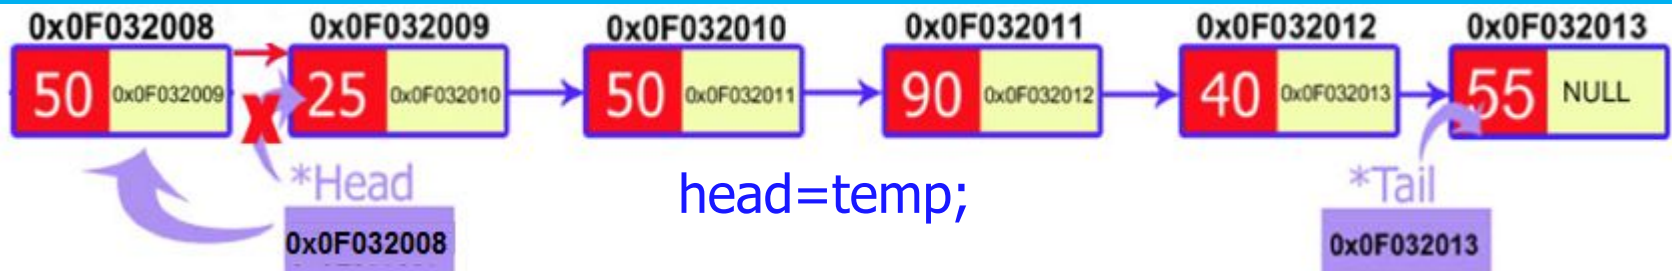 0x0F032008 0x0F032009 0x0F032010 0x0F032011 0x0F032012 0x0F032013
50 0x0F032009 X 25 0x0F032010 50 0x0F032011 90 0x0F032012 40 0x0F032013 55 NULL
*Head head=temp; *Tail
0x0F032008 0x0F032013